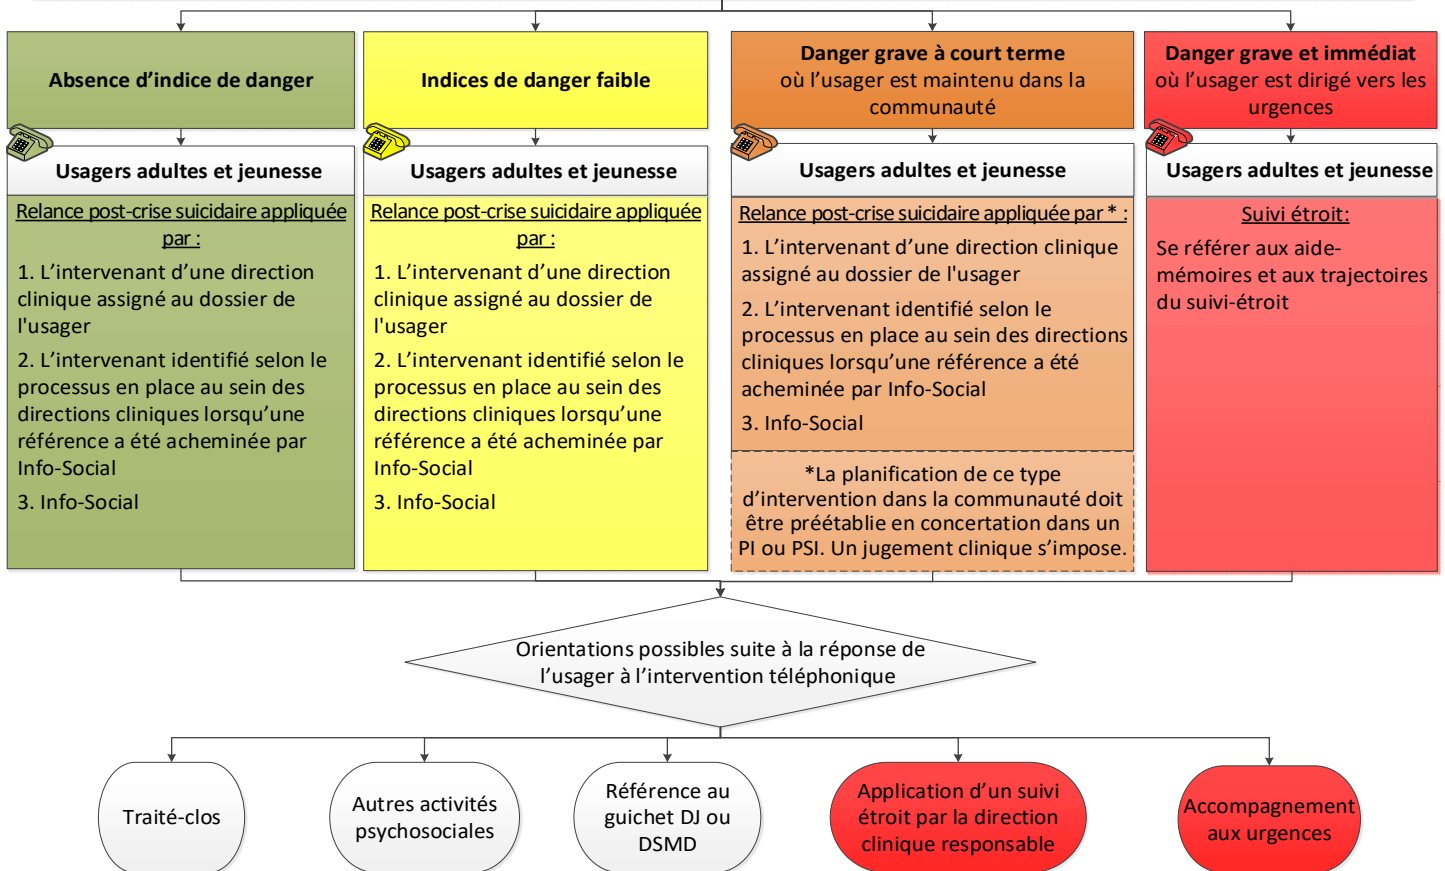 Absence d’indice de danger
Indices de danger faible
Danger grave à court terme
où l’usager est maintenu dans la
communauté
Danger grave et immédiat
où l’usager est dirigé vers les
urgences
Usagers adultes et jeunesse
Relance post-crise suicidaire appliquée
par :
1. L’intervenant d’une direction
clinique assigné au dossier de
l'usager
2. L’intervenant identifié selon le
processus en place au sein des
directions cliniques lorsqu’une
référence a été acheminée par
Info-Social
3. Info-Social
Usagers adultes et jeunesse
Relance post-crise suicidaire appliquée
par :
1. L’intervenant d’une direction
clinique assigné au dossier de
l'usager
2. L’intervenant identifié selon le
processus en place au sein des
directions cliniques lorsqu’une
référence a été acheminée par
Info-Social
3. Info-Social
Usagers adultes et jeunesse
Relance post-crise suicidaire appliquée par * :
1. L’intervenant d’une direction clinique
assigné au dossier de l'usager
2. L’intervenant identifié selon le
processus en place au sein des directions
cliniques lorsqu’une référence a été
acheminée par Info-Social
3. Info-Social
*La planification de ce type
d’intervention dans la communauté doit
être préétablie en concertation dans un
PI ou PSI. Un jugement clinique s’impose.
Usagers adultes et jeunesse
Suivi étroit:
Se référer aux aide-
mémoires et aux trajectoires
du suivi-étroit
Orientations possibles suite à la réponse de
l’usager à l’intervention téléphonique
Traité-clos
Autres activités
psychosociales
Référence au
guichet DJ ou
DSMD
Application d’un suivi
étroit par la direction
clinique responsable
Accompagnement
aux urgences